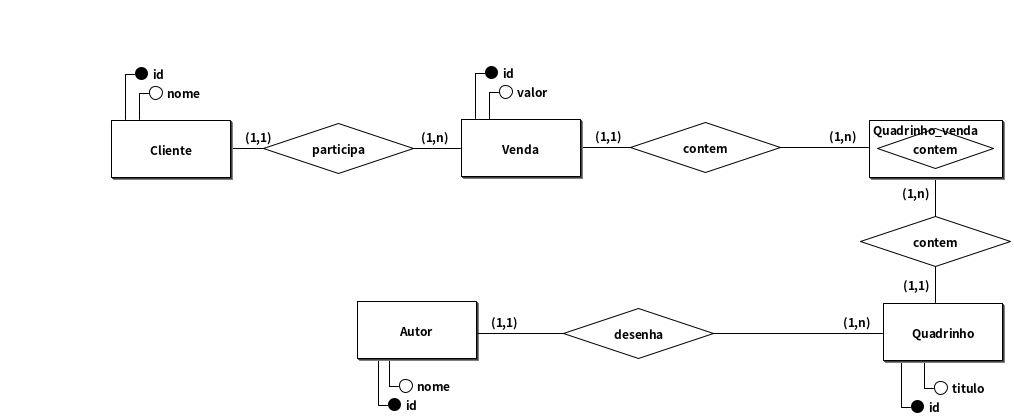 id
nome
Cliente
(1,1)
participa
(1,n)
id
valor
Venda
(1,1)
contem
(1,n)
Quadrinho_venda
contem
(1,n)
contem
(1,1)
Autor
(1,1)
desenha
(1,n)
Quadrinho
nome
id
titulo
id